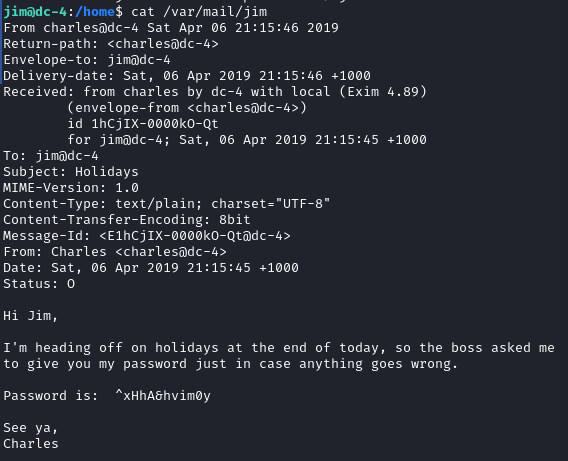 jim@dc-4:/home$ cat /var/mail/jim
From charles@dc-4 Sat Apr 06 21:15:46 2019
Return-path: <charles@dc-4>
Envelope-to: jim@dc-4
Delivery-date: Sat, 06 Apr 2019 21:15:46 +1000
Received: from charles by dc-4 with local (Exim 4.89)
        (envelope-from <charles@dc-4>)
        id 1hCjIX-0000kO-Qt
        for jim@dc-4; Sat, 06 Apr 2019 21:15:45 +1000
To: jim@dc-4
Subject: Holidays
MIME-Version: 1.0
Content-Type: text/plain; charset="UTF-8"
Content-Transfer-Encoding: 8bit
Message-Id: <E1hCjIX-0000kO-Qt@dc-4>
From: Charles <charles@dc-4>
Date: Sat, 06 Apr 2019 21:15:45 +1000
Status: O

Hi Jim,

I'm heading off on holidays at the end of today, so the boss asked me
to give you my password just in case anything goes wrong.

Password is:  ^xHhA&hvim0y

See ya,
Charles